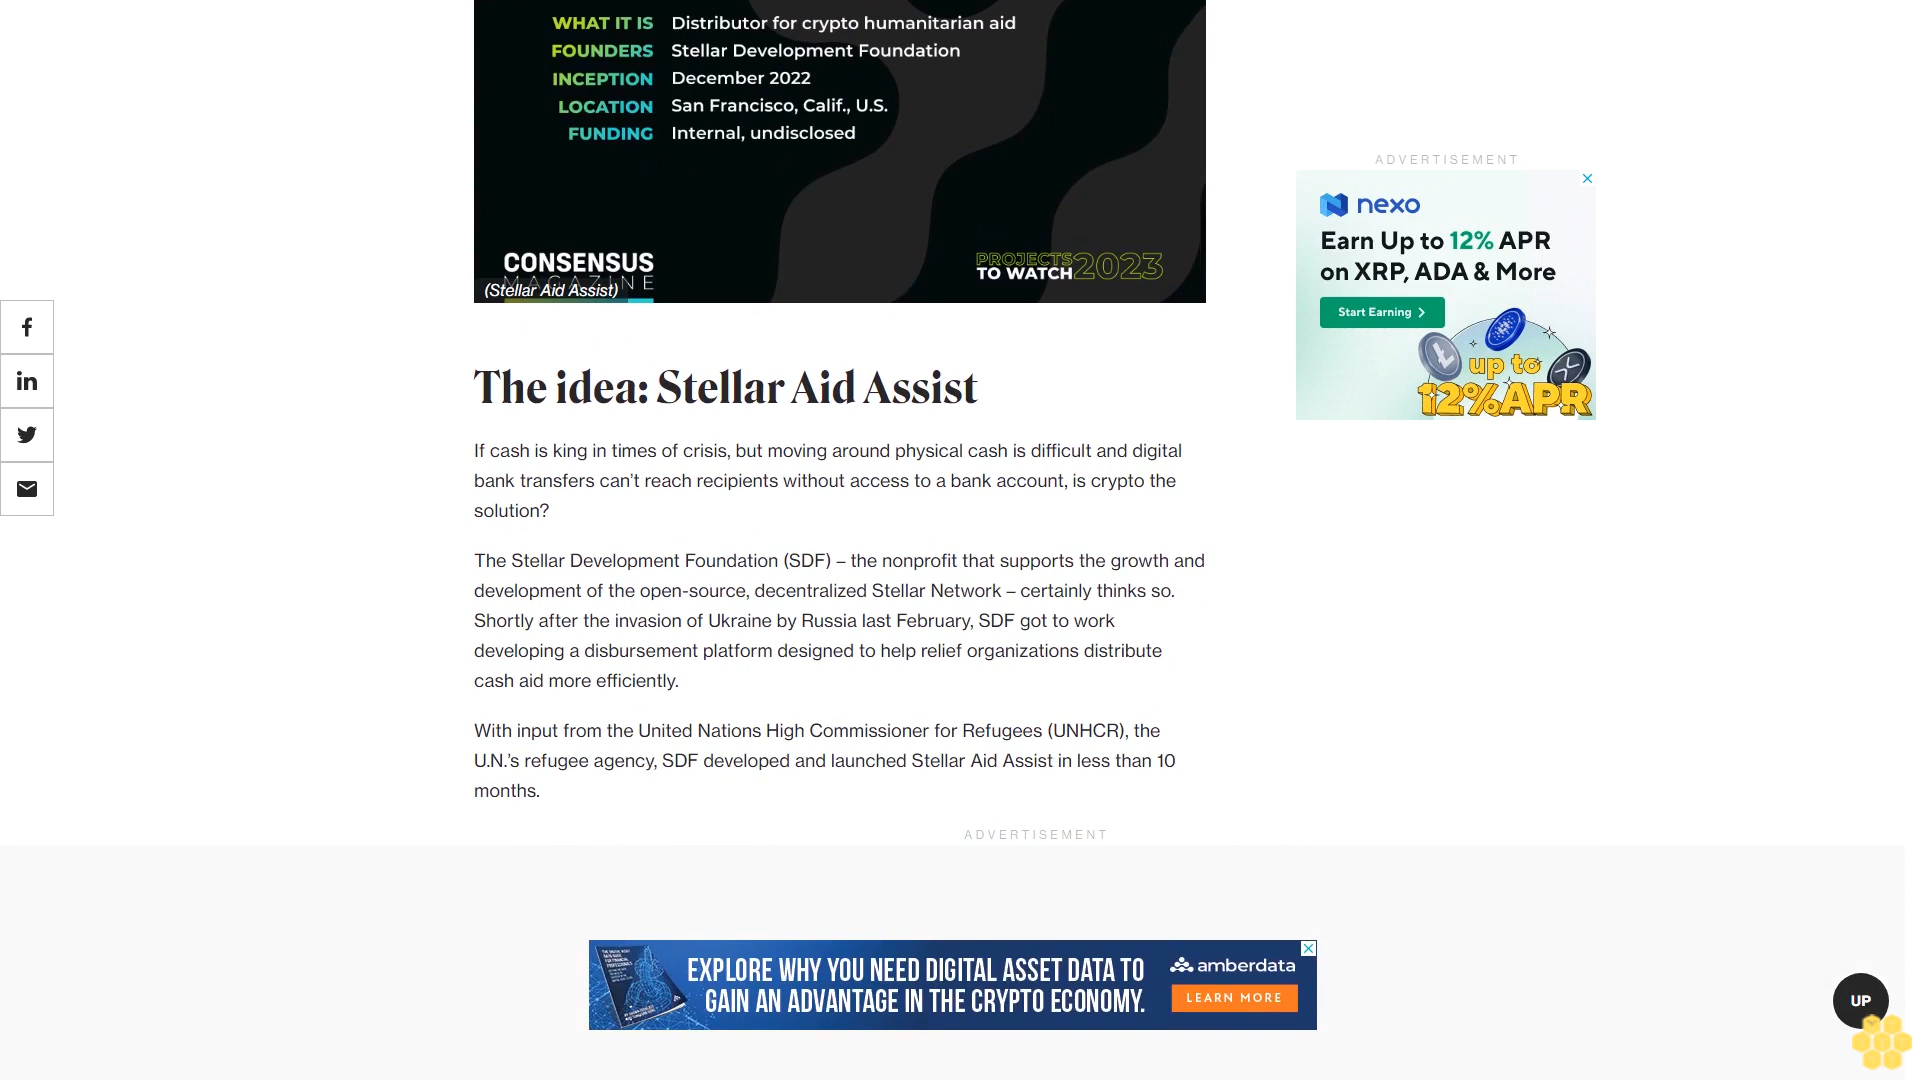 WHAT IT IS Distributor for crypto humanitarian aid
FOUNDERS Stellar Development Foundation
INCEPTION December 2022
LOCATION San Francisco, Calif., U.S.
FUNDING Internal, undisclosed
CONSENSUS
MAGAZINE
(Stellar Aid Assist)
PROJECTS
TO WATCH 2023
ADVERTISEMENT
nexo
Earn Up to 12% APR
on XRP, ADA & More
Start Earning
up to
12% APR
The idea: Stellar Aid Assist
If cash is king in times of crisis, but moving around physical cash is difficult and digital
bank transfers can’t reach recipients without access to a bank account, is crypto the
solution?
The Stellar Development Foundation (SDF) – the nonprofit that supports the growth and
development of the open-source, decentralized Stellar Network – certainly thinks so.
Shortly after the invasion of Ukraine by Russia last February, SDF got to work
developing a disbursement platform designed to help relief organizations distribute
cash aid more efficiently.
With input from the United Nations High Commissioner for Refugees (UNHCR), the
U.N.’s refugee agency, SDF developed and launched Stellar Aid Assist in less than 10
months.
ADVERTISEMENT
EXPLORE WHY YOU NEED DIGITAL ASSET DATA TO
GAIN AN ADVANTAGE IN THE CRYPTO ECONOMY.
amberdata
LEARN MORE
UP